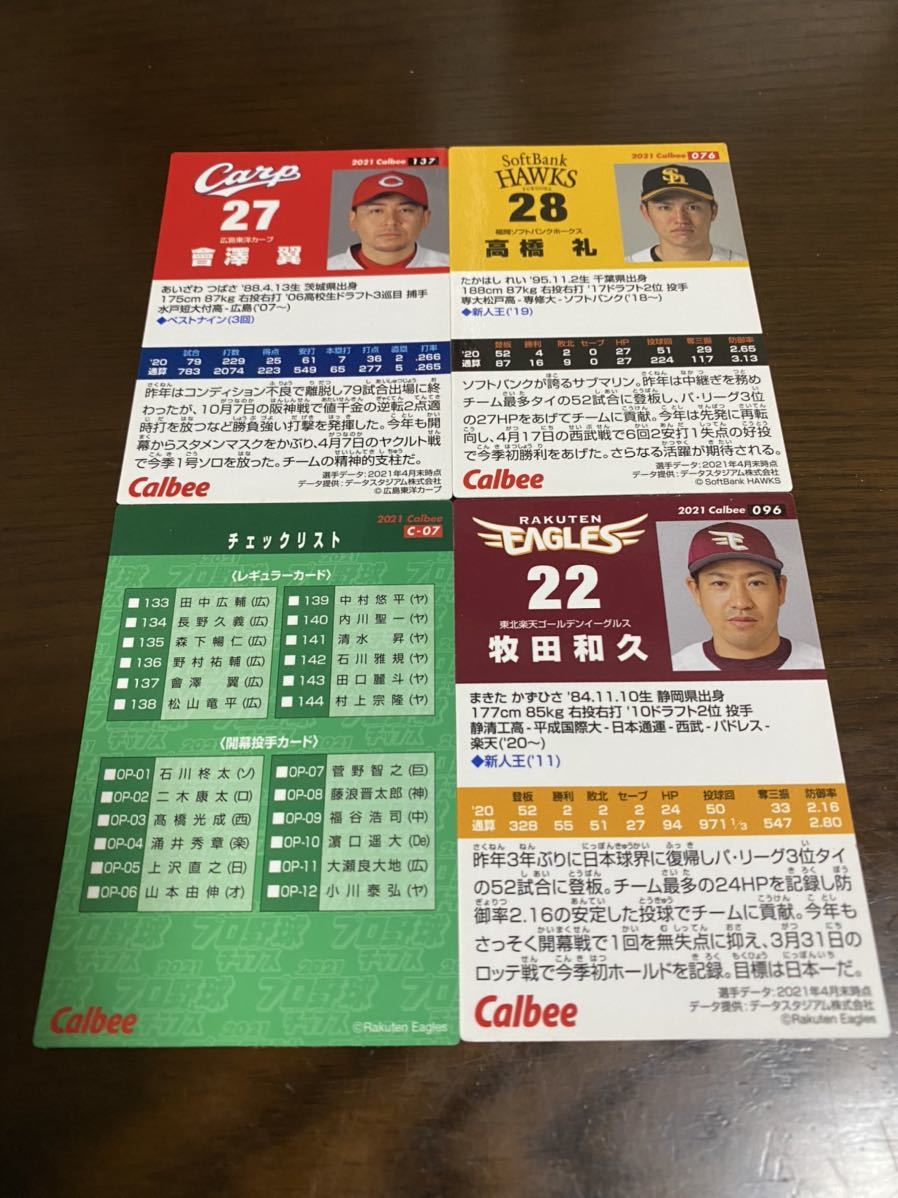 2021 Calbee 137
Carp
27
広島東洋カープ
會澤 翼
あいざわ つばさ '88.4.13生 茨城県出身
175cm 87kg 右投右打 '06高校生ドラフト3巡目 捕手
水戸短大付高-広島('07〜)
◆ベストナイン(3回)
試合 打数 得点 安打 本塁打 打点 盗塁 打率
'20 79 229 25 61 7 36 2 .266
通算 783 2074 223 549 65 277 5 .265
昨年はコンディション不良で離脱し79試合出場に終
わったが、10月7日の阪神戦で値千金の逆転2点適
時打を放つなど勝負強い打撃を発揮した。今年も開
幕からスタメンマスクをかぶり、4月7日のヤクルト戦
で今季1号ソロを放った。チームの精神的支柱だ。
選手データ:2021年4月末時点
データ提供:データスタジアム株式会社
©広島東洋カープ
Calbee
2021 Calbee 076
SoftBank
HAWKS
FUKUOKA
28
福岡ソフトバンクホークス
高橋 礼
たかはし れい '95.11.2生 千葉県出身
188cm 87kg 右投右打 '17ドラフト2位 投手
専大松戸高-専修大-ソフトバンク('18〜)
◆新人王('19)
登板 勝利 敗北 セーブ HP 投球回 奪三振 防御率
'20 52 4 2 0 27 51 29 2.65
通算 87 16 9 0 27 224 117 3.13
ソフトバンクが誇るサブマリン。昨年は中継ぎを務め
チーム最多タイの52試合に登板し、パ・リーグ3位
の27HPをあげてチームに貢献。今年は先発に再転
向し、4月17日の西武戦で6回2安打1失点の好投
で今季初勝利をあげた。さらなる活躍が期待される。
選手データ:2021年4月末時点
データ提供:データスタジアム株式会社
© SoftBank HAWKS
Calbee
2021 Calbee
C-07
チェックリスト
〈レギュラーカード〉
133 田中広輔(広)
134 長野久義(広)
135 森下暢仁(広)
136 野村祐輔(広)
137 會澤 翼(広)
138 松山竜平(広)
139 中村悠平(ヤ)
140 内川聖一(ヤ)
141 清水 昇(ヤ)
142 石川雅規(ヤ)
143 田口麗斗(ヤ)
144 村上宗隆(ヤ)
〈開幕投手カード〉
OP-01 石川柊太(ソ)
OP-02 二木康太(ロ)
OP-03 髙橋光成(西)
OP-04 涌井秀章(楽)
OP-05 上沢直之(日)
OP-06 山本由伸(オ)
OP-07 菅野智之(巨)
OP-08 藤浪晋太郎(神)
OP-09 福谷浩司(中)
OP-10 濵口遥大(De)
OP-11 大瀬良大地(広)
OP-12 小川泰弘(ヤ)
Calbee
©Rakuten Eagles
2021 Calbee 096
RAKUTEN
EAGLES
22
東北楽天ゴールデンイーグルス
牧田和久
まきた かずひさ '84.11.10生 静岡県出身
177cm 85kg 右投右打 '10ドラフト2位 投手
静清工高-平成国際大-日本通運-西武-パドレス-
楽天('20〜)
◆新人王('11)
登板 勝利 敗北 セーブ HP 投球回 奪三振 防御率
'20 52 2 2 2 24 50 33 2.16
通算 328 55 51 27 94 971 1/3 547 2.80
昨年3年ぶりに日本球界に復帰しパ・リーグ3位タイ
の52試合に登板。チーム最多の24HPを記録し防
御率2.16の安定した投球でチームに貢献。今年も
さっそく開幕戦で1回を無失点に抑え、3月31日の
ロッテ戦で今季初ホールドを記録。目標は日本一だ。
選手データ:2021年4月末時点
データ提供:データスタジアム株式会社
©Rakuten Eagles
Calbee